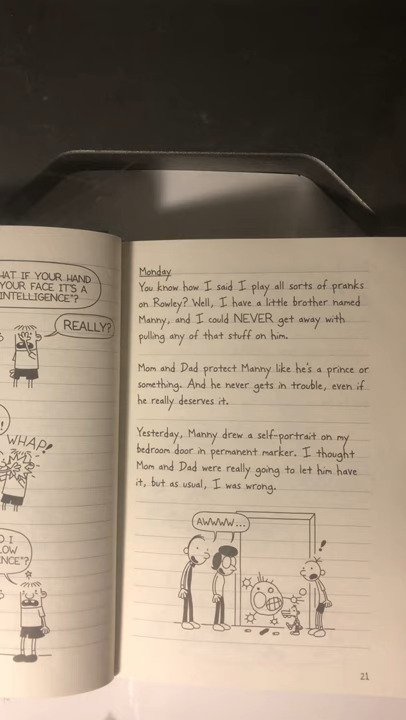 HAT IF YOUR HAND
YOUR FACE IT'S A
INTELLIGENCE"?
REALLY?
WHAP!
I
Monday
You know how I said I play all sorts of pranks
on Rowley? Well, I have a little brother named
Manny, and I could NEVER get away with
pulling any of that stuff on him.
Mom and Dad protect Manny like he's a prince or
something. And he never gets in trouble, even if
he really deserves it.
Yesterday, Manny drew a self-portrait on my
bedroom door in permanent marker. I thought
Mom and Dad were really going to let him have
it, but as usual, I was wrong.
AWWWW...
!
21